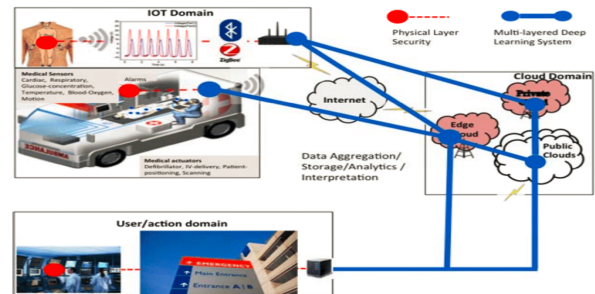 IOT Domain
ZigBee
Physical Layer
Security
Multi-layered Deep
Learning System
Medical Sensors
Cardiac, Respiratory,
Glucose-concentration,
Temperature, Blood-Oxygen,
Motion
Alarms
AMBULANCE
Medical actuators
Defibrillator, IV-delivery, Patient-
positioning, Scanning
Internet
Cloud Domain
Private
Edge
Cloud
Public
Clouds
Data Aggregation/
Storage/Analytics /
Interpretation
User/action domain
EMERGENCY
Main Entrance
Entrance A|B